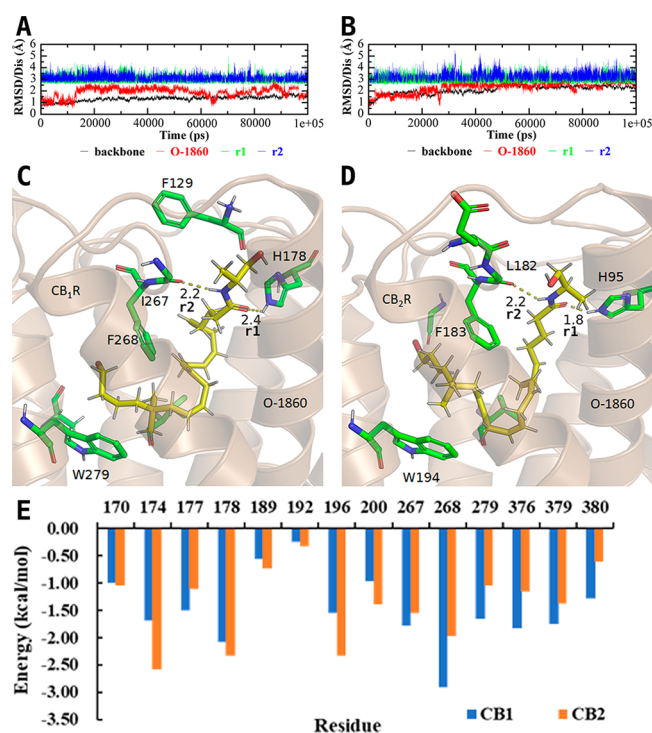 A
B
RMSD/Dis (Å)
6
5
4
3
2
1
0
0 20000 40000 60000 80000 1e+05
Time (ps)
backbone O-1860 r1 r2
RMSD/Dis (Å)
6
5
4
3
2
1
0
0 20000 40000 60000 80000 1e+05
Time (ps)
backbone O-1860 r1 r2
C
F129
H178
CB1R
I267
2.2
r2
2.4
r1
F268
O-1860
W279
D
L182
H95
CB2R
2.2
r2
1.8
r1
F183
O-1860
W194
E
170 174 177 178 189 192 196 200 267 268 279 376 379 380
Energy (kcal/mol)
0.00
-0.50
-1.00
-1.50
-2.00
-2.50
-3.00
-3.50
Residue
CB1 CB2